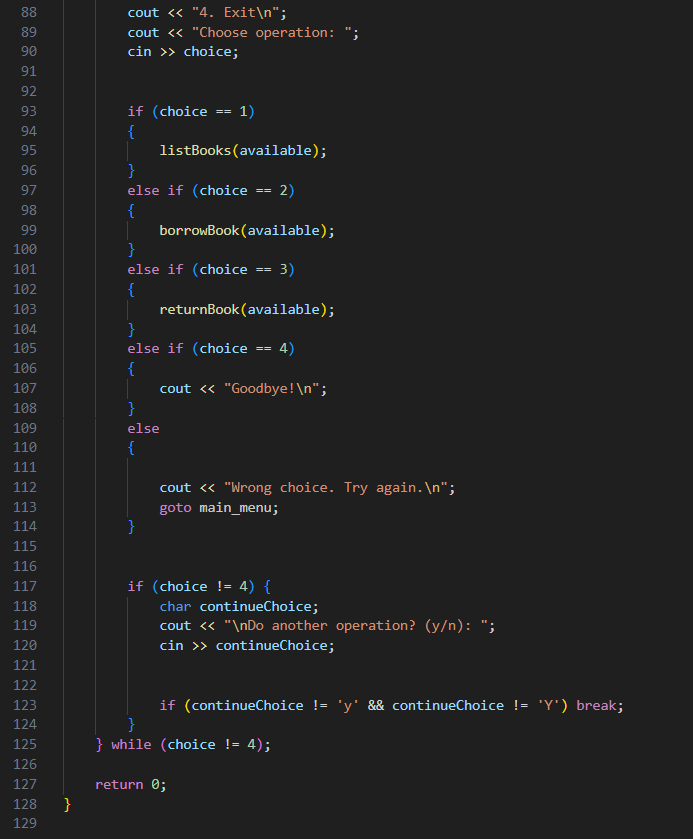 88 cout << "4. Exit\n";
89 cout << "Choose operation: ";
90 cin >> choice;
91
92
93 if (choice == 1)
94 {
95 listBooks(available);
96 }
97 else if (choice == 2)
98 {
99 borrowBook(available);
100 }
101 else if (choice == 3)
102 {
103 returnBook(available);
104 }
105 else if (choice == 4)
106 {
107 cout << "Goodbye!\n";
108 }
109 else
110 {
111
112 cout << "Wrong choice. Try again.\n";
113 goto main_menu;
114 }
115
116
117 if (choice != 4) {
118 char continueChoice;
119 cout << "\nDo another operation? (y/n): ";
120 cin >> continueChoice;
121
122
123 if (continueChoice != 'y' && continueChoice != 'Y') break;
124 }
125 } while (choice != 4);
126
127 return 0;
128 }
129